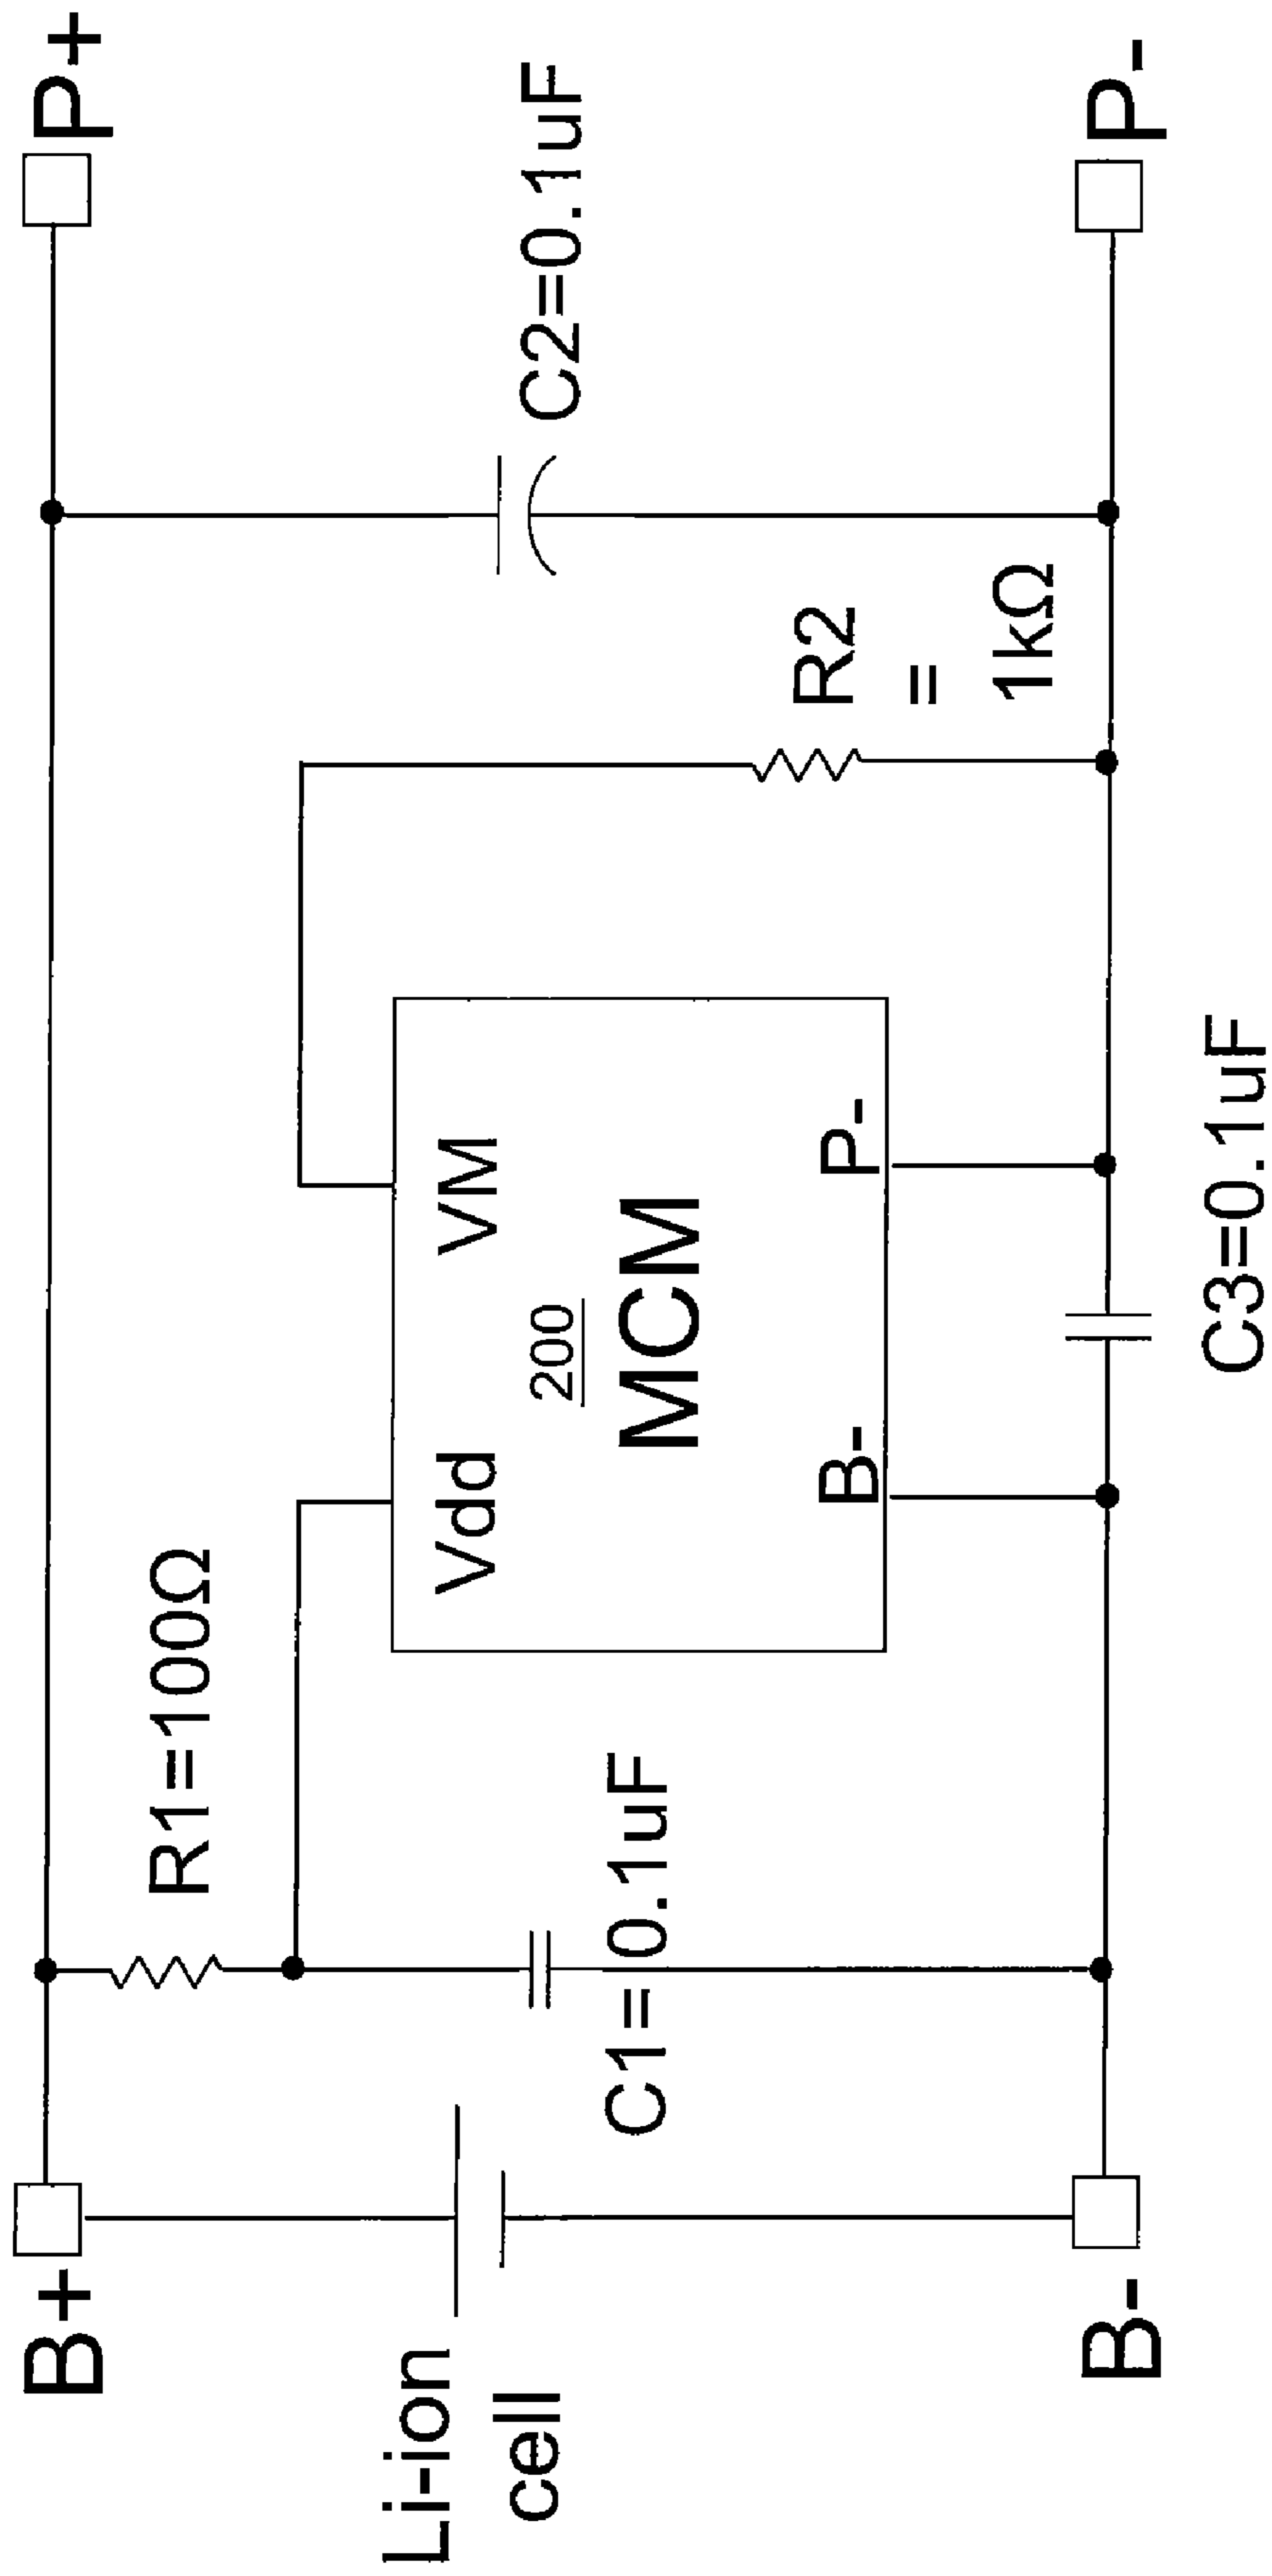 B+
P+
R1=100Ω
Li-ion
cell
C1=0.1uF
Vdd
VM
200
MCM
B-
P-
C2=0.1uF
R2
=
1kΩ
B-
P-
C3=0.1uF